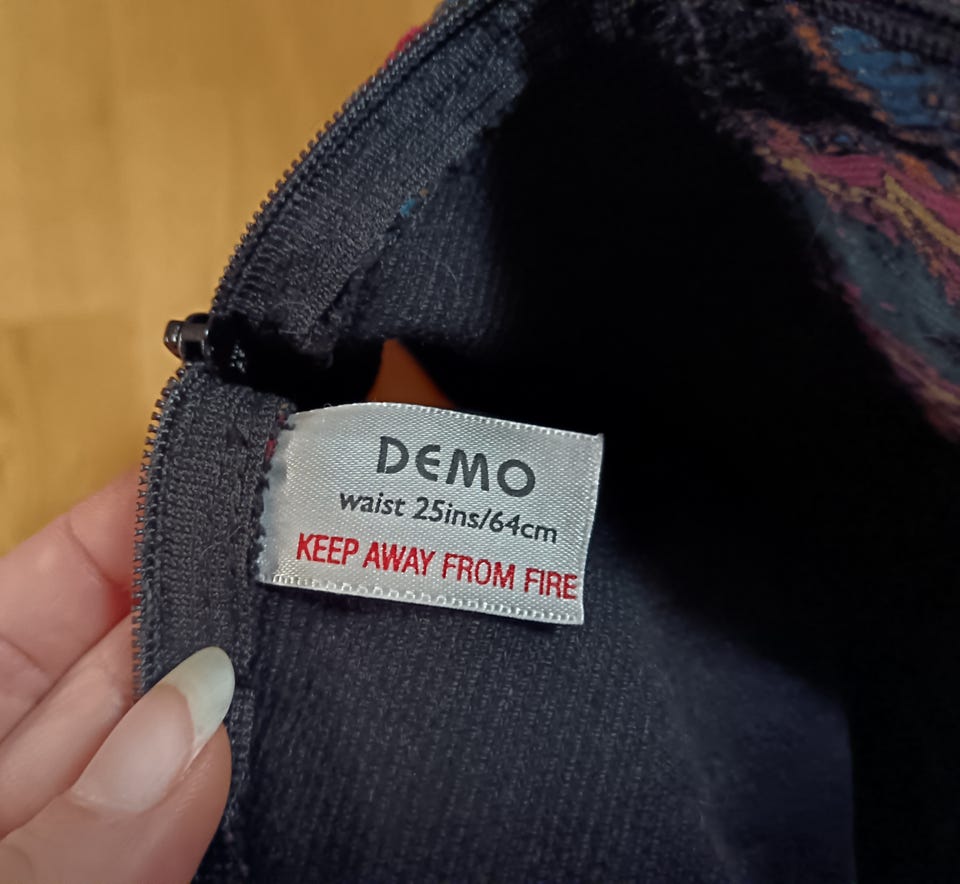 DEMO
waist 25ins/64cm
KEEP AWAY FROM FIRE